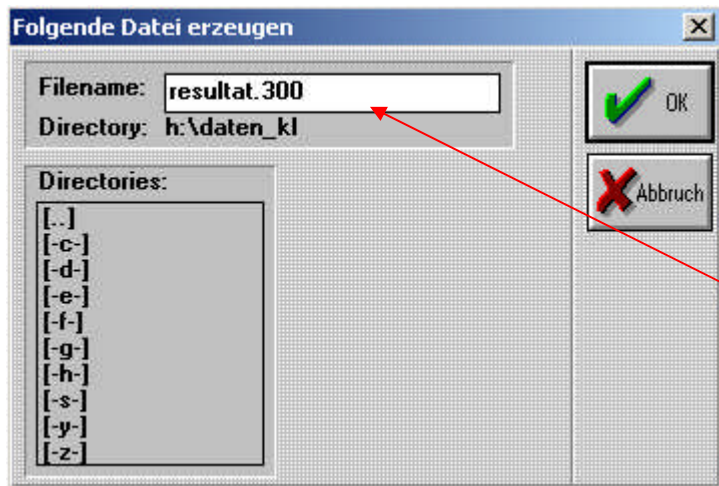 Folgende Datei erzeugen
Filename: resultat.300
Directory: h:\daten_kl
OK
Abbruch
Directories:
[..]
[-c-]
[-d-]
[-e-]
[-f-]
[-g-]
[-h-]
[-s-]
[-y-]
[-z-]